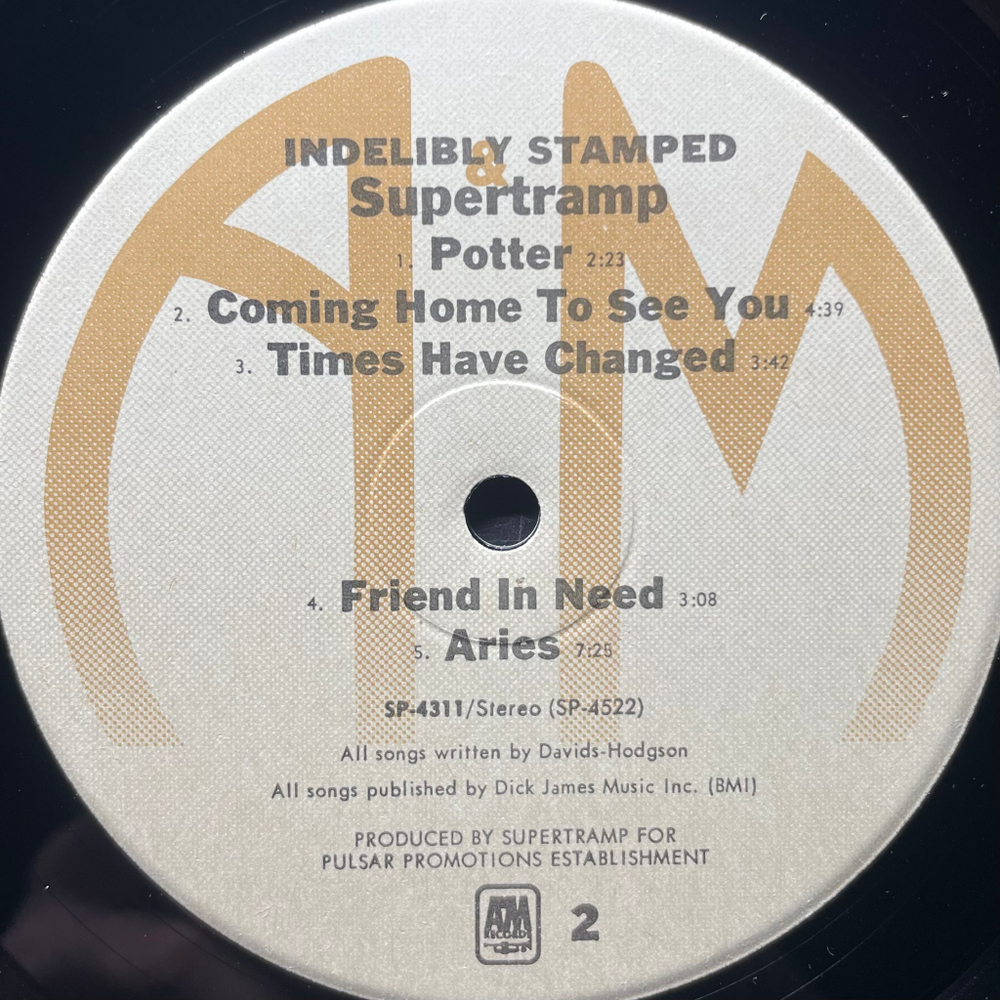 A&M
INDELIBLY STAMPED
Supertramp
1. Potter 2:23
2. Coming Home To See You 4:39
3. Times Have Changed 3:42
4. Friend In Need 3:08
5. Aries 7:25
SP-4311/Stereo (SP-4522)
All songs written by Davids-Hodgson
All songs published by Dick James Music Inc. (BMI)
PRODUCED BY SUPERTRAMP FOR
PULSAR PROMOTIONS ESTABLISHMENT
A&M
RECORDS
2